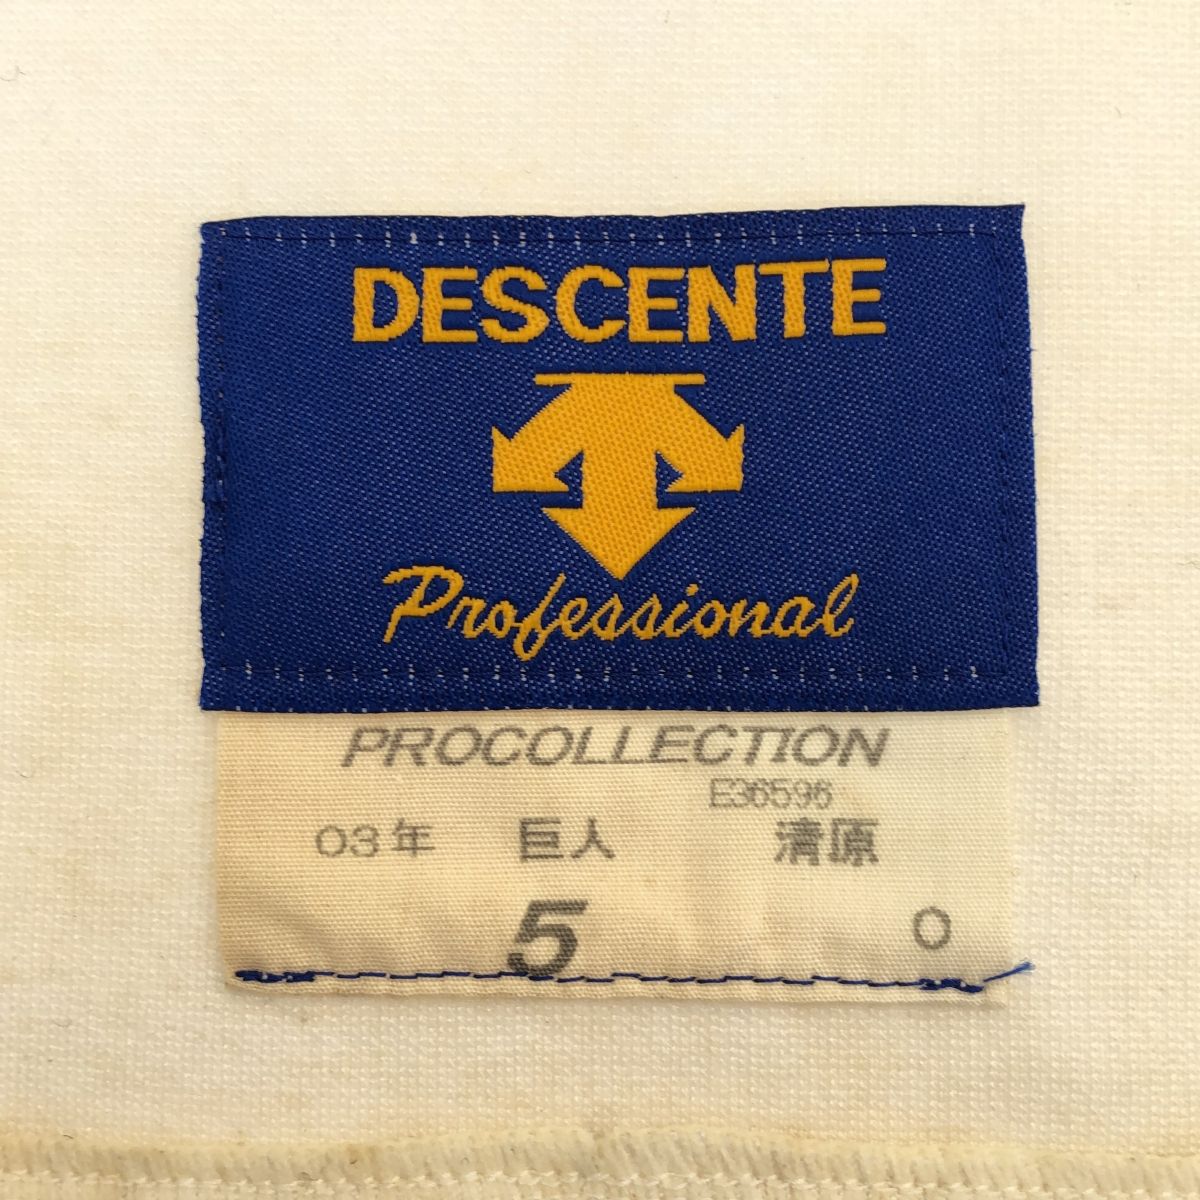 DESCENTE
Professional
PROCOLLECTION
E36596
03年 巨人 清原
5 O